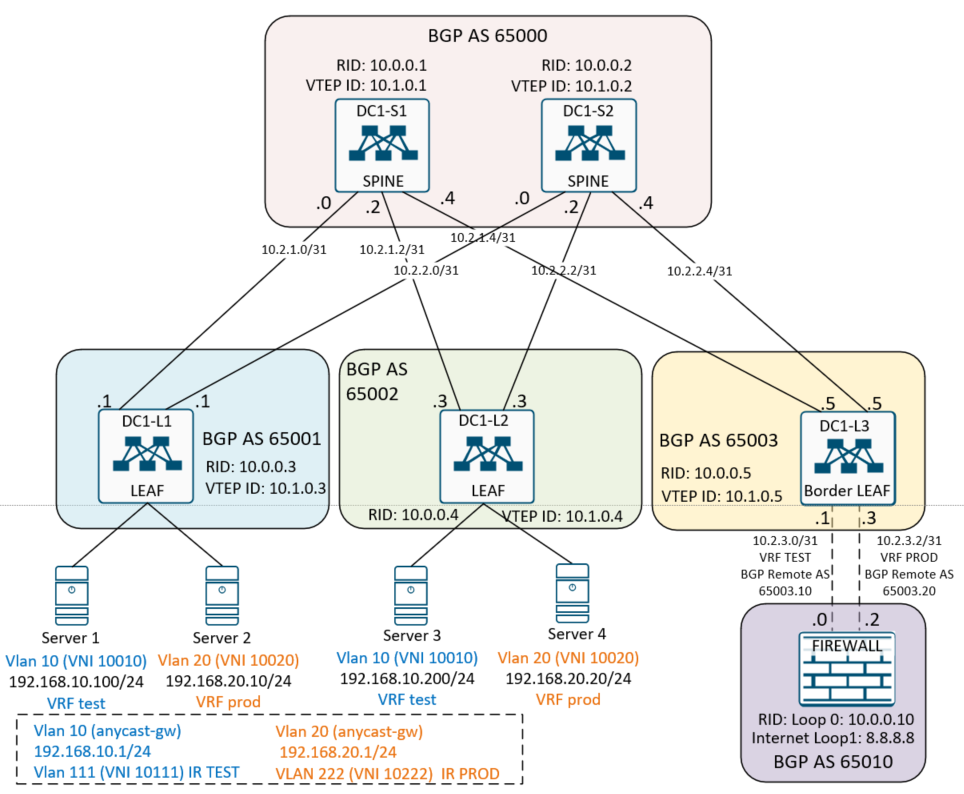 BGP AS 65000
RID: 10.0.0.1
VTEP ID: 10.1.0.1
RID: 10.0.0.2
VTEP ID: 10.1.0.2
DC1-S1
SPINE
DC1-S2
SPINE
.0
.2
.4
.0
.2
.4
10.2.1.0/31
10.2.1.2/31
10.2.1.4/31
10.2.2.0/31
10.2.2.2/31
10.2.2.4/31
.1
.1
DC1-L1
LEAF
BGP AS 65001
RID: 10.0.0.3
VTEP ID: 10.1.0.3
BGP AS
65002
.3
.3
DC1-L2
LEAF
RID: 10.0.0.4
VTEP ID: 10.1.0.4
BGP AS 65003
RID: 10.0.0.5
VTEP ID: 10.1.0.5
.5
.5
DC1-L3
Border LEAF
.1
.3
10.2.3.0/31
VRF TEST
BGP Remote AS
65003.10
10.2.3.2/31
VRF PROD
BGP Remote AS
65003.20
.0
.2
FIREWALL
RID: Loop 0: 10.0.0.10
Internet Loop1: 8.8.8.8
BGP AS 65010
Server 1
Vlan 10 (VNI 10010)
192.168.10.100/24
VRF test
Server 2
Vlan 20 (VNI 10020)
192.168.20.10/24
VRF prod
Server 3
Vlan 10 (VNI 10010)
192.168.10.200/24
VRF test
Server 4
Vlan 20 (VNI 10020)
192.168.20.20/24
VRF prod
Vlan 10 (anycast-gw)
192.168.10.1/24
Vlan 111 (VNI 10111) IR TEST
Vlan 20 (anycast-gw)
192.168.20.1/24
VLAN 222 (VNI 10222) IR PROD